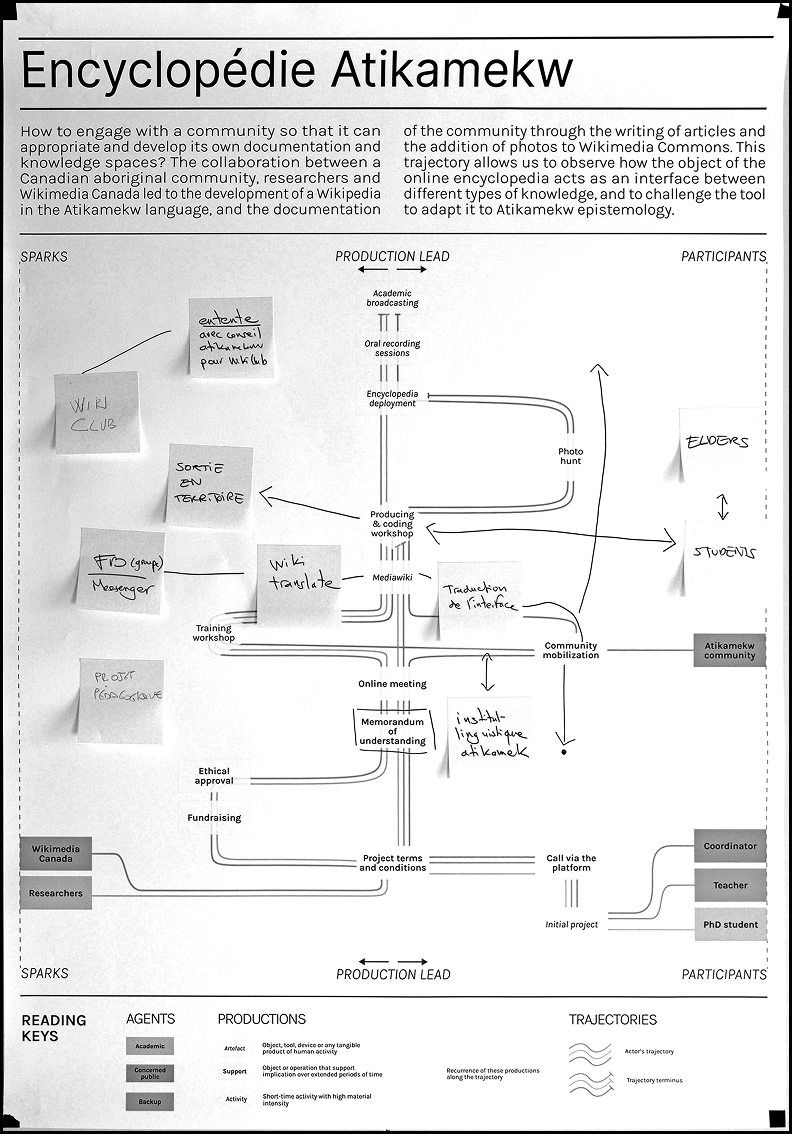 Encyclopédie Atikamekw
How to engage with a community so that it can
appropriate and develop its own documentation and
knowledge spaces? The collaboration between a
Canadian aboriginal community, researchers and
Wikimedia Canada led to the development of a Wikipedia
in the Atikamekw language, and the documentation
of the community through the writing of articles and
the addition of photos to Wikimedia Commons. This
trajectory allows us to observe how the object of the
online encyclopedia acts as an interface between
different types of knowledge, and to challenge the tool
to adapt it to Atikamekw epistemology.
SPARKS
PRODUCTION LEAD
PARTICIPANTS
Academic
broadcasting
entente
avec conseil
atikamekw
pour wikiclub
Oral recording
sessions
WIKI
CLUB
Encyclopedia
deployment
Photo
hunt
ELDERS
SORTIE
EN
TERRITOIRE
Producing
& coding
workshop
STUDENTS
FB (groupe)
Messenger
Wiki
translate
Mediawiki
Traduction
de l'interface
Training
workshop
Community
mobilization
Atikamekw
community
PROJET
PÉDAGOGIQUE
Online meeting
Memorandum
of
understanding
institut-
linguistique
atikamek
Ethical
approval
Fundraising
Wikimedia
Canada
Researchers
Project terms
and conditions
Call via the
platform
Initial project
Coordinator
Teacher
PhD student
SPARKS
PRODUCTION LEAD
PARTICIPANTS
READING
KEYS
AGENTS
Academic
Concerned
public
Backup
PRODUCTIONS
Artefact
Object, tool, device or any tangible
product of human activity
Support
Object or operation that support
implication over extended periods of time
Activity
Short-time activity with high material
intensity
Recurrence of these productions
along the trajectory
TRAJECTORIES
Actor's trajectory
Trajectory terminus